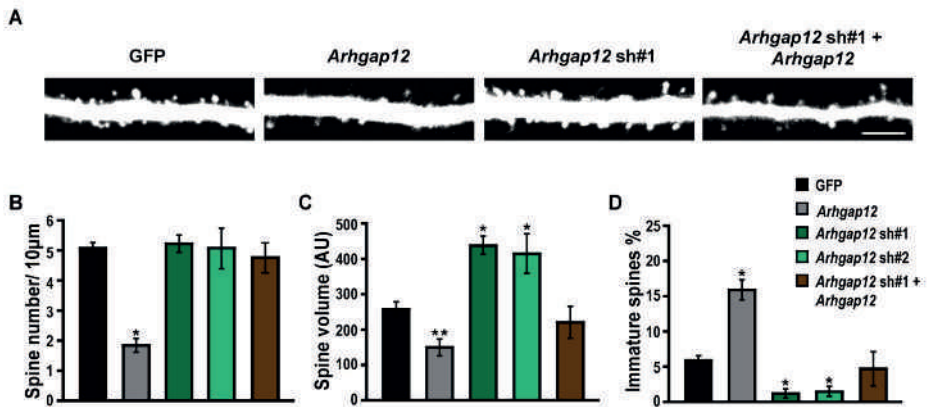 A
GFP
Arhgap12
Arhgap12 sh#1
Arhgap12 sh#1 +
Arhgap12
B
Spine number/ 10µm
6
5
4
3
2
1
0
*
C
Spine volume (AU)
500
400
300
200
100
0
**
*
*
D
Immature spines %
25
20
15
10
5
0
*
*
*
GFP
Arhgap12
Arhgap12 sh#1
Arhgap12 sh#2
Arhgap12 sh#1 +
Arhgap12